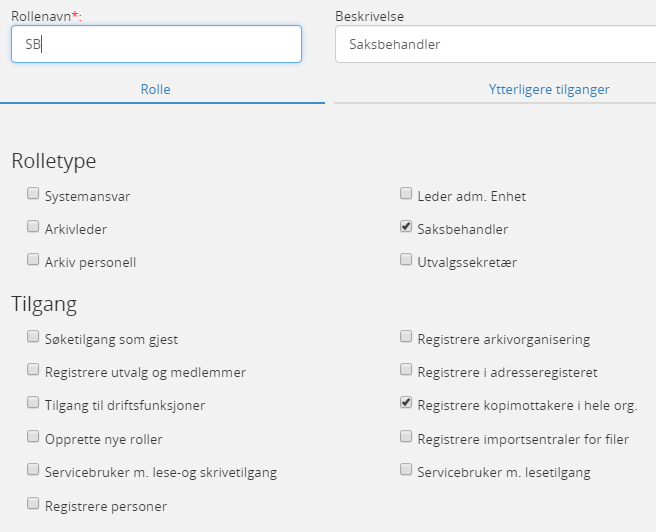 Rollenavn*: Beskrivelse
SB Saksbehandler
Rolle Ytterligere tilganger
Rolletype
Systemansvar Leder adm. Enhet
Arkivleder Saksbehandler
Arkiv personell Utvalgssekretær
Tilgang
Søketilgang som gjest Registrere arkivorganisering
Registrere utvalg og medlemmer Registrere i adresseregisteret
Tilgang til driftsfunksjoner Registrere kopimottakere i hele org.
Opprette nye roller Registrere importsentraler for filer
Servicebruker m. lese-og skrivetilgang Servicebruker m. lesetilgang
Registrere personer